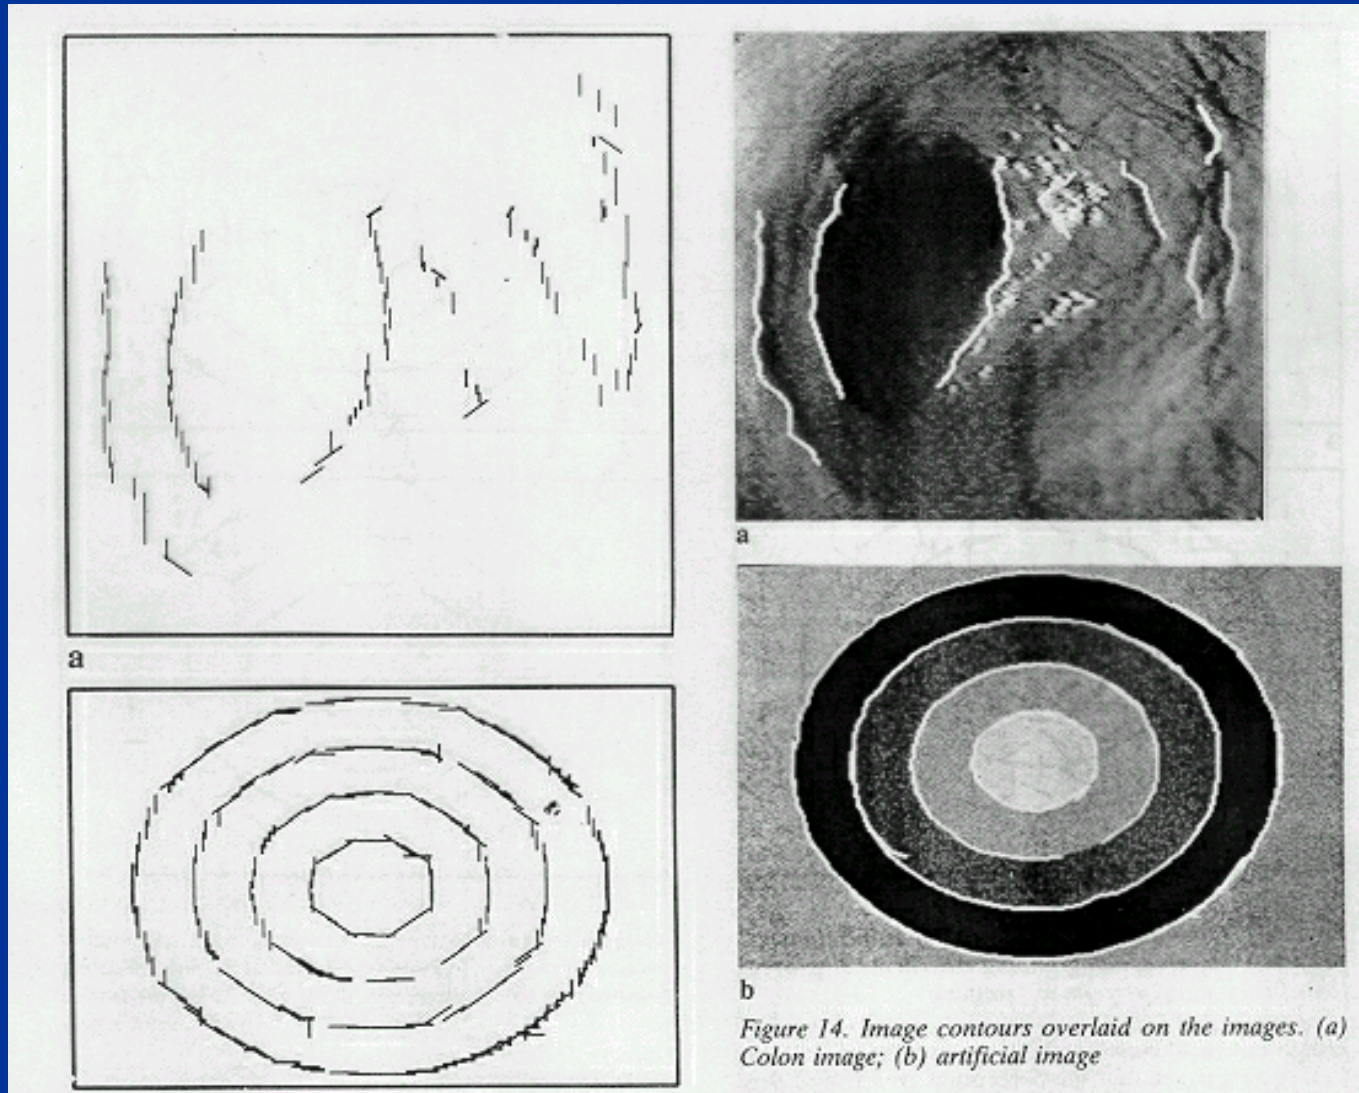 a
a
b
Figure 14. Image contours overlaid on the images. (a)
Colon image; (b) artificial image